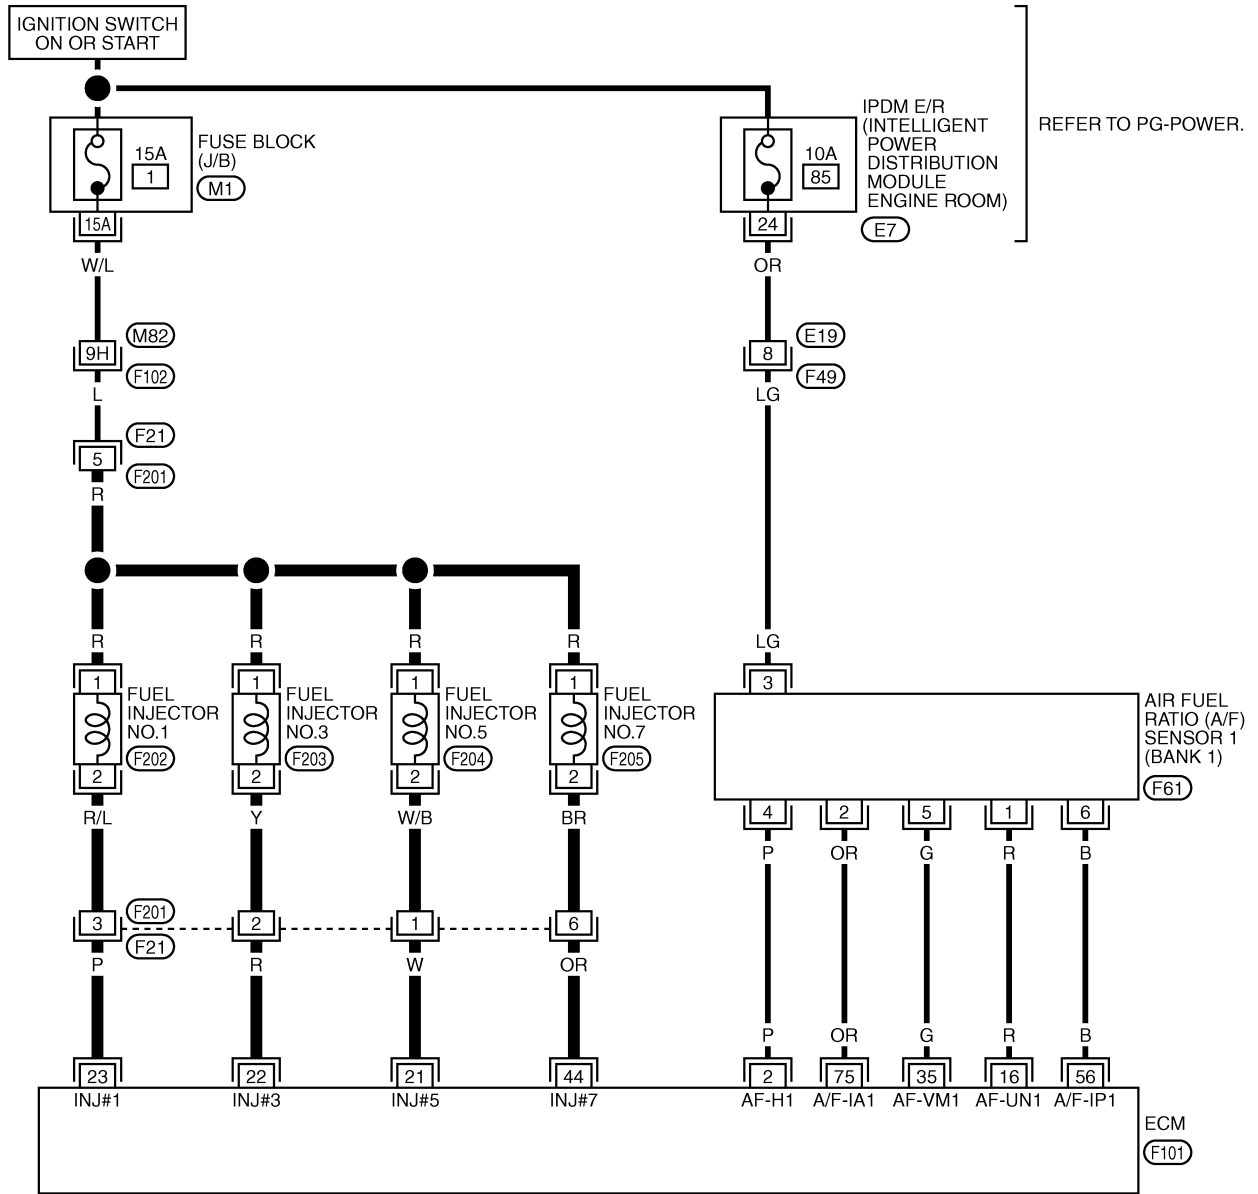 IGNITION SWITCH
ON OR START
FUSE BLOCK
(J/B)
M1
15A
1
15A
IPDM E/R
(INTELLIGENT
POWER
DISTRIBUTION
MODULE
ENGINE ROOM)
E7
10A
85
24
REFER TO PG-POWER.
W/L
OR
9H
M82
F102
8
E19
F49
L
LG
5
F21
F201
R
R
R
R
R
LG
1
1
1
1
3
FUEL
INJECTOR
NO.1
F202
FUEL
INJECTOR
NO.3
F203
FUEL
INJECTOR
NO.5
F204
FUEL
INJECTOR
NO.7
F205
AIR FUEL
RATIO (A/F)
SENSOR 1
(BANK 1)
F61
2
2
2
2
4
2
5
1
6
R/L
Y
W/B
BR
P
OR
G
R
B
3
F201
F21
2
1
6
P
R
W
OR
P
OR
G
R
B
23
22
21
44
2
75
35
16
56
INJ#1
INJ#3
INJ#5
INJ#7
AF-H1
A/F-IA1
AF-VM1
AF-UN1
A/F-IP1
ECM
F101